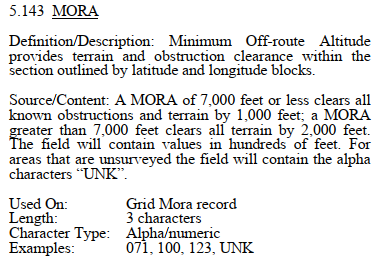 5.143 MORA
Definition/Description: Minimum Off-route Altitude
provides terrain and obstruction clearance within the
section outlined by latitude and longitude blocks.
Source/Content: A MORA of 7,000 feet or less clears all
known obstructions and terrain by 1,000 feet; a MORA
greater than 7,000 feet clears all terrain by 2,000 feet.
The field will contain values in hundreds of feet. For
areas that are unsurveyed the field will contain the alpha
characters “UNK”.
Used On: Grid Mora record
Length: 3 characters
Character Type: Alpha/numeric
Examples: 071, 100, 123, UNK